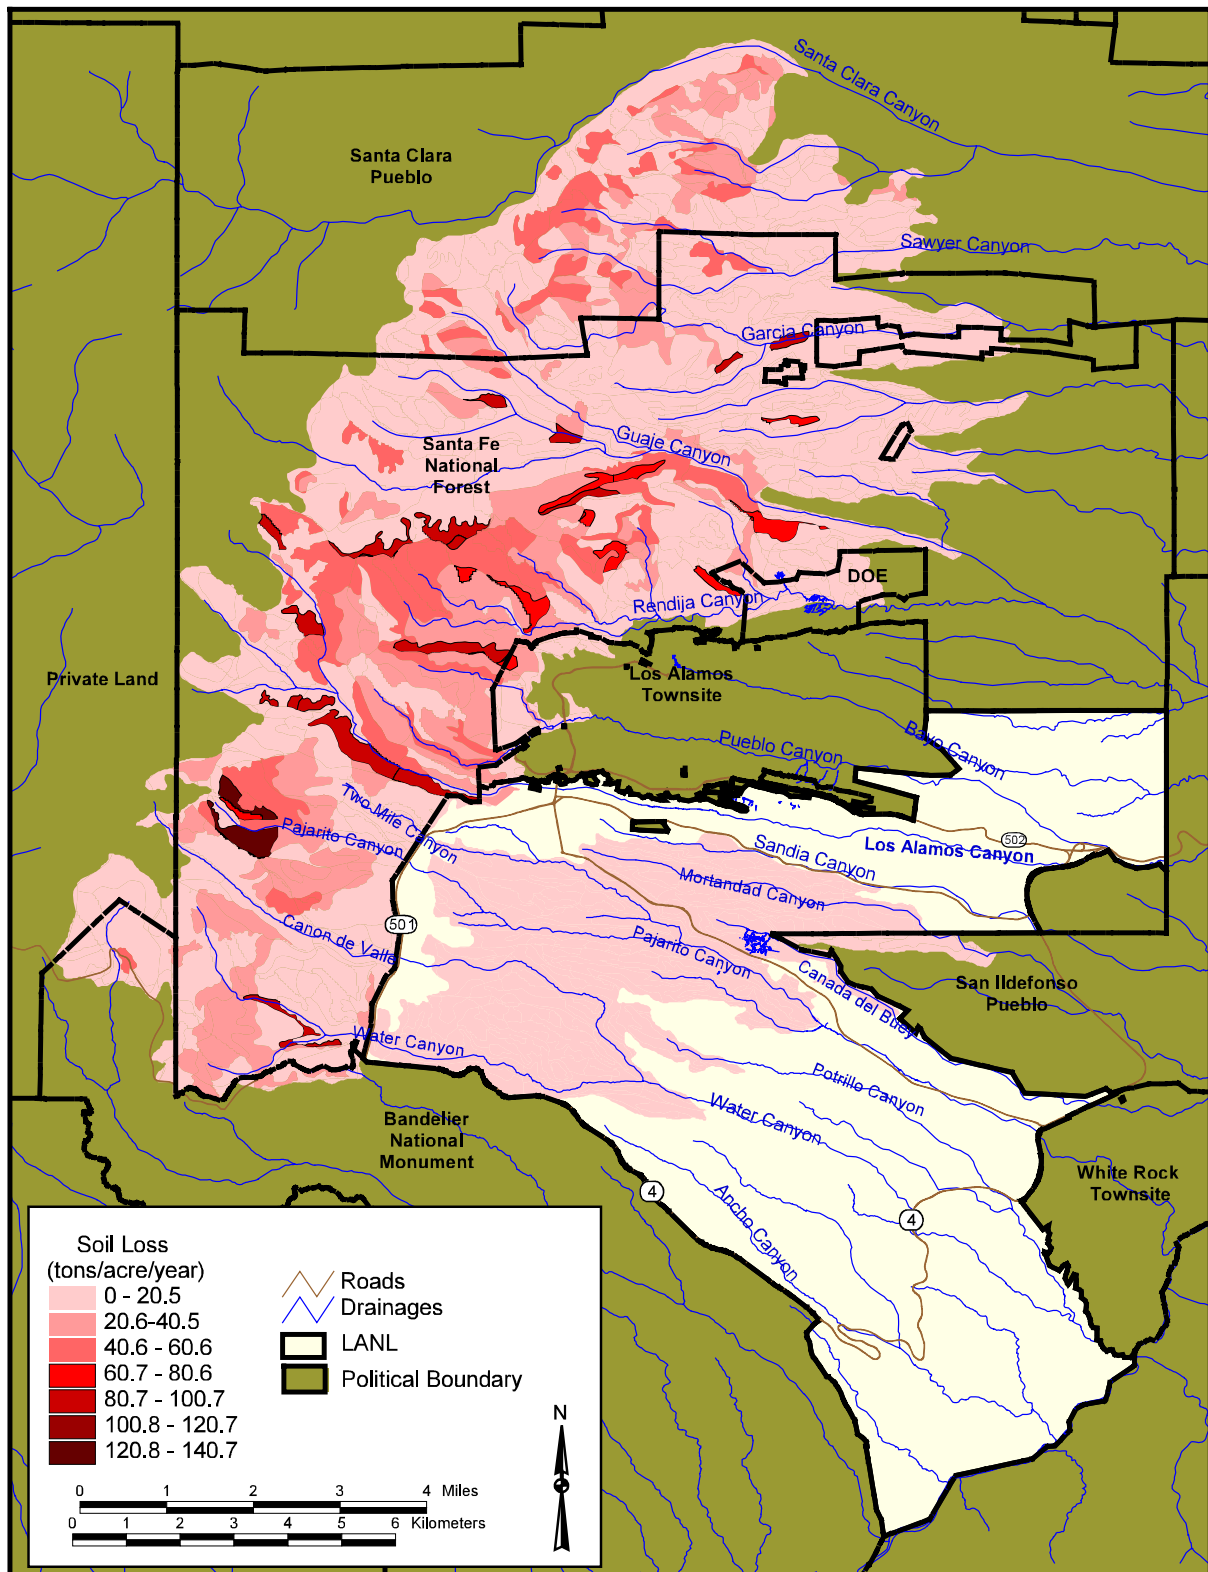 Santa Clara Canyon
Santa Clara
Pueblo
Sawyer Canyon
Garcia Canyon
Guaje Canyon
Santa Fe
National
Forest
DOE
Rendija Canyon
Private Land
Los Alamos
Townsite
Bayo Canyon
Pueblo Canyon
Two Mile Canyon
Pajarito Canyon
502
Los Alamos Canyon
Sandia Canyon
Mortandad Canyon
501
Canon de Valle
Pajarito Canyon
Canada del Buey
San Ildefonso
Pueblo
Water Canyon
Potrillo Canyon
Water Canyon
Bandelier
National
Monument
White Rock
Townsite
4
Ancho Canyon
4
Soil Loss
(tons/acre/year)
0 - 20.5
20.6-40.5
40.6 - 60.6
60.7 - 80.6
80.7 - 100.7
100.8 - 120.7
120.8 - 140.7
Roads
Drainages
LANL
Political Boundary
N
0 1 2 3 4 Miles
0 1 2 3 4 5 6 Kilometers